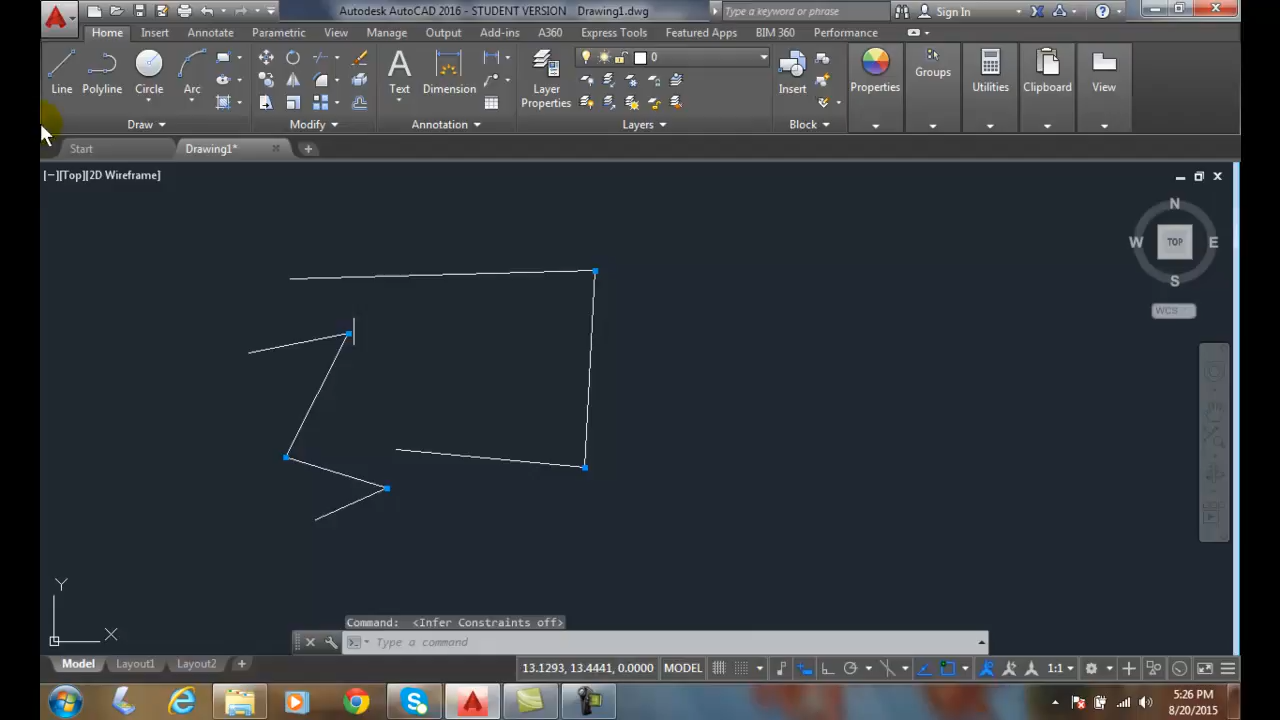 Autodesk AutoCAD 2016 - STUDENT VERSION Drawing1.dwg
Type a keyword or phrase
Sign In
Home Insert Annotate Parametric View Manage Output Add-ins A360 Express Tools Featured Apps BIM 360 Performance
0
Line Polyline Circle Arc Text Dimension Layer Properties Insert Properties Groups Utilities Clipboard View
Draw Modify Annotation Layers Block
Start Drawing1*
[−][Top][2D Wireframe]
N
W TOP E
S
WCS
Y
X
Command: <Infer Constraints off>
Type a command
Model Layout1 Layout2 13.1293, 13.4441, 0.0000 MODEL 1:1
5:26 PM
8/20/2015